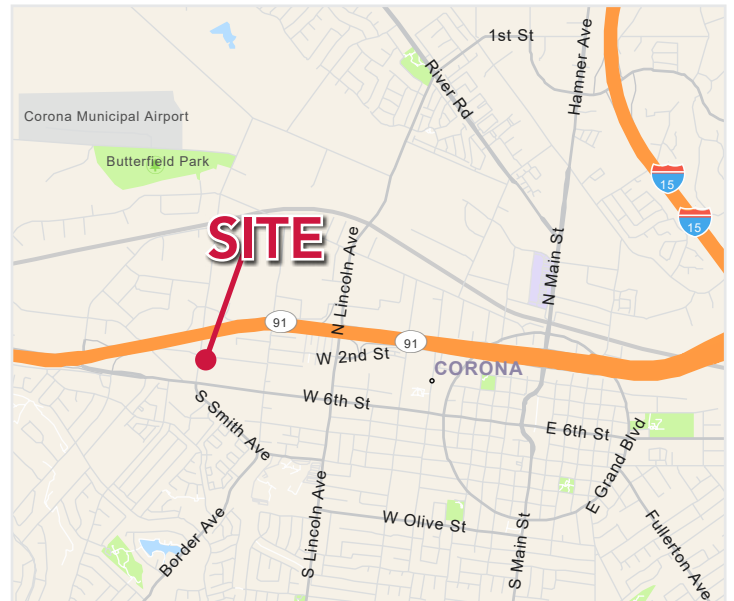 1st St
Hamner Ave
River Rd
Corona Municipal Airport
Butterfield Park
15
15
SITE
N Lincoln Ave
N Main St
91
91
W 2nd St
CORONA
W 6th St
S Smith Ave
E 6th St
E Grand Blvd
S Lincoln Ave
W Olive St
S Main St
Border Ave
Fullerton Ave